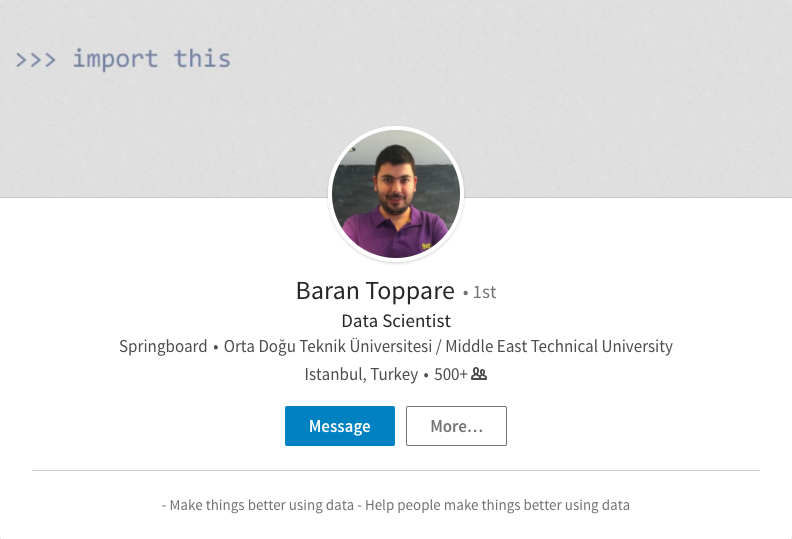 >>> import this
Baran Toppare • 1st
Data Scientist
Springboard • Orta Doğu Teknik Üniversitesi / Middle East Technical University
Istanbul, Turkey • 500+
Message More...
- Make things better using data - Help people make things better using data